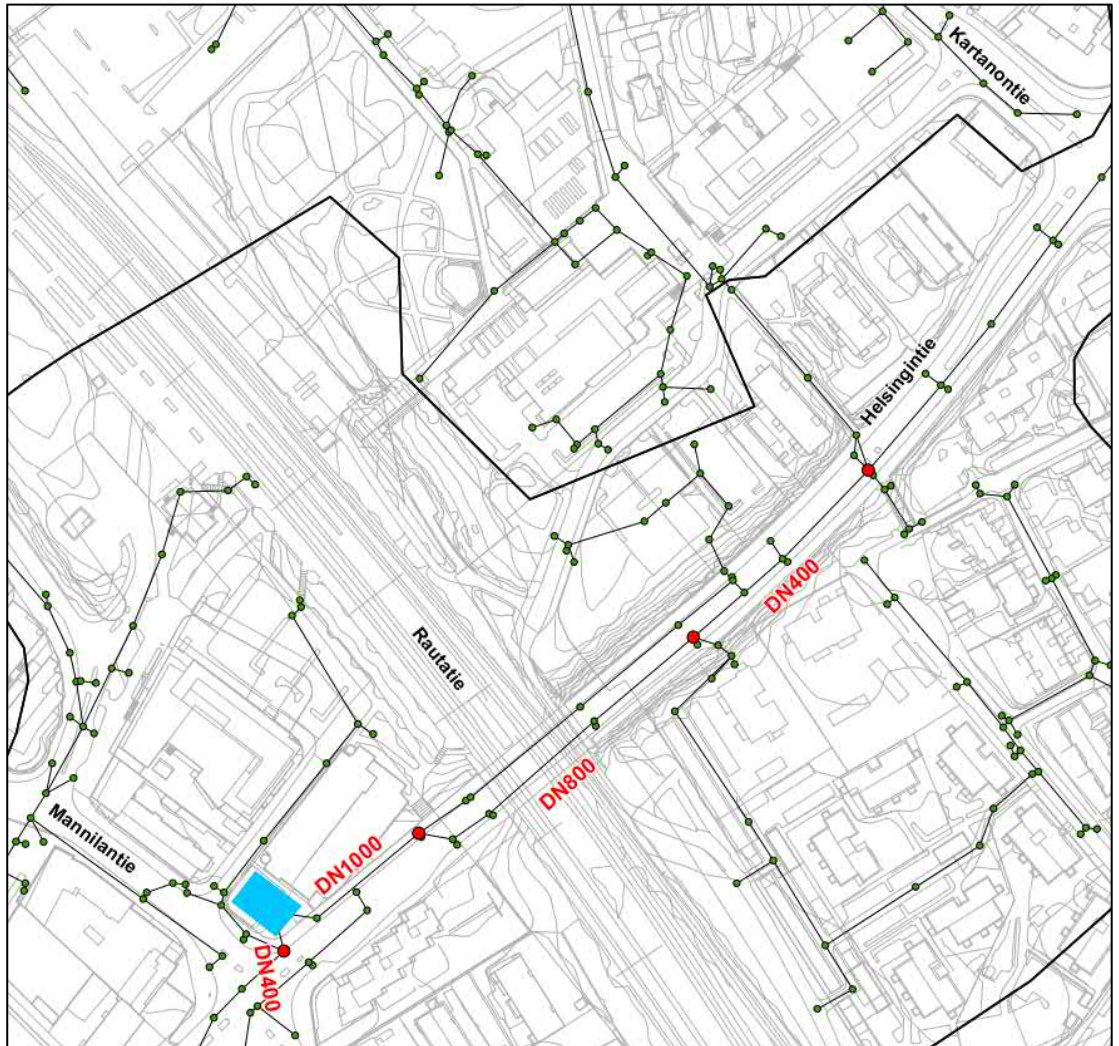 Kartanontie
Helsingintie
DN400
Rautatie
DN800
DN1000
Mannilantie
DN400